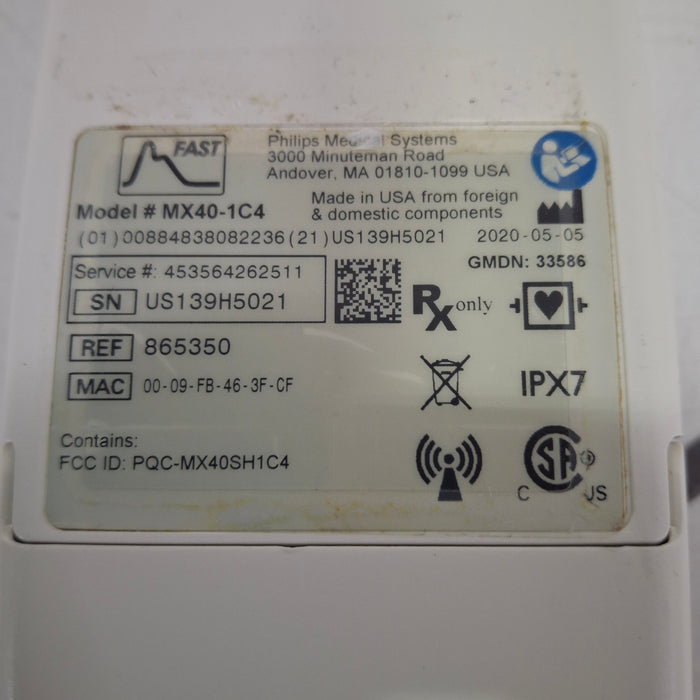 FAST
Philips Medical Systems
3000 Minuteman Road
Andover, MA 01810-1099 USA
Model # MX40-1C4
Made in USA from foreign
& domestic components
(01)00884838082236(21)US139H5021 2020-05-05
Service #: 453564262511
GMDN: 33586
SN US139H5021
Rx only
REF 865350
MAC 00-09-FB-46-3F-CF
IPX7
Contains:
FCC ID: PQC-MX40SH1C4
SA
C US